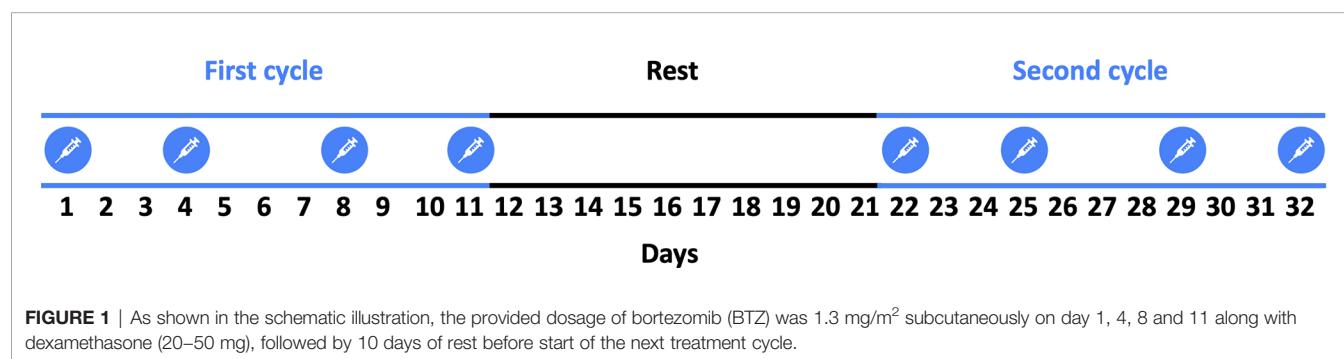 First cycle Rest Second cycle
1 2 3 4 5 6 7 8 9 10 11 12 13 14 15 16 17 18 19 20 21 22 23 24 25 26 27 28 29 30 31 32
Days
FIGURE 1 | As shown in the schematic illustration, the provided dosage of bortezomib (BTZ) was 1.3 mg/m² subcutaneously on day 1, 4, 8 and 11 along with
dexamethasone (20–50 mg), followed by 10 days of rest before start of the next treatment cycle.